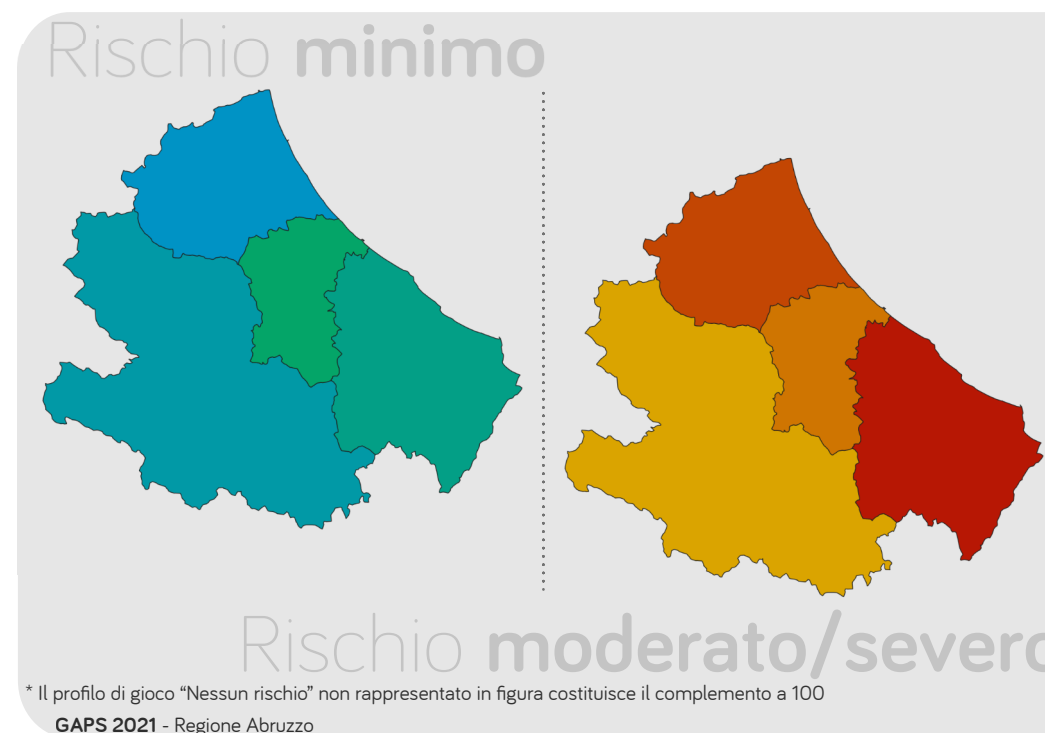 Rischio minimo
Rischio moderato/severo
* Il profilo di gioco “Nessun rischio” non rappresentato in figura costituisce il complemento a 100
GAPS 2021 - Regione Abruzzo